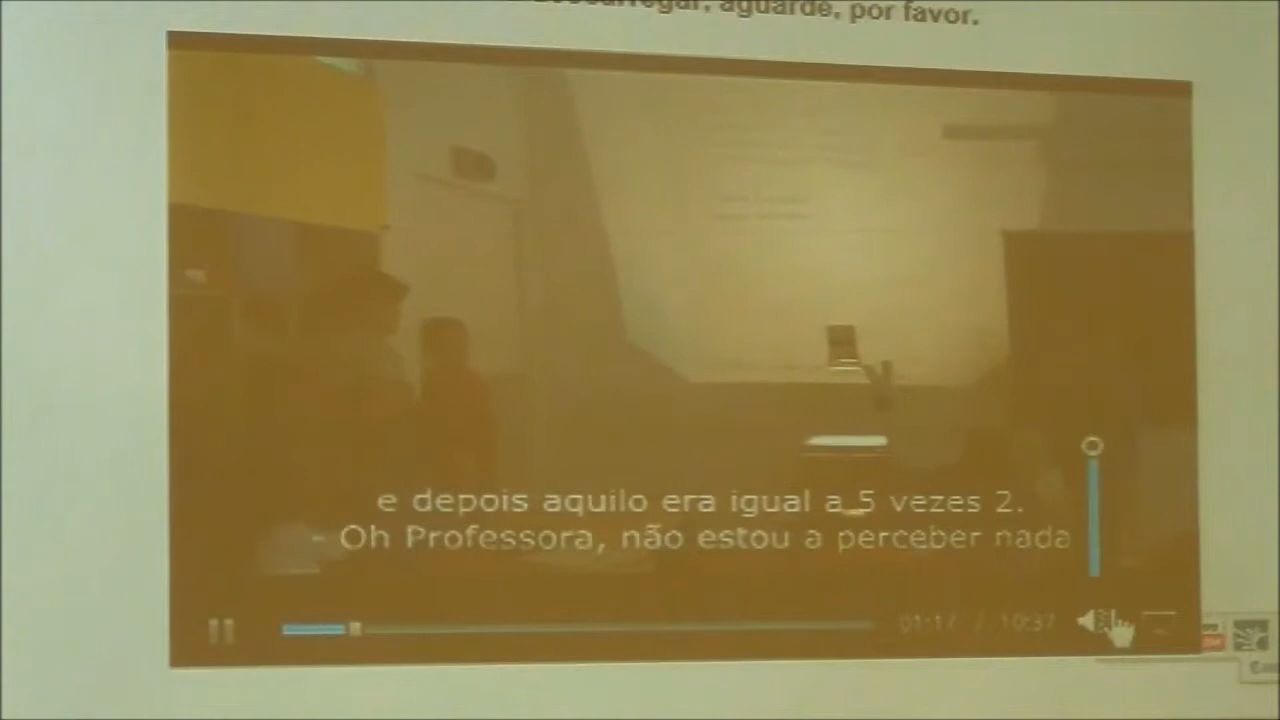 aguarde, por favor.
e depois aquilo era igual a 5 vezes 2.
- Oh Professora, não estou a perceber nada
01:17 / 10:37